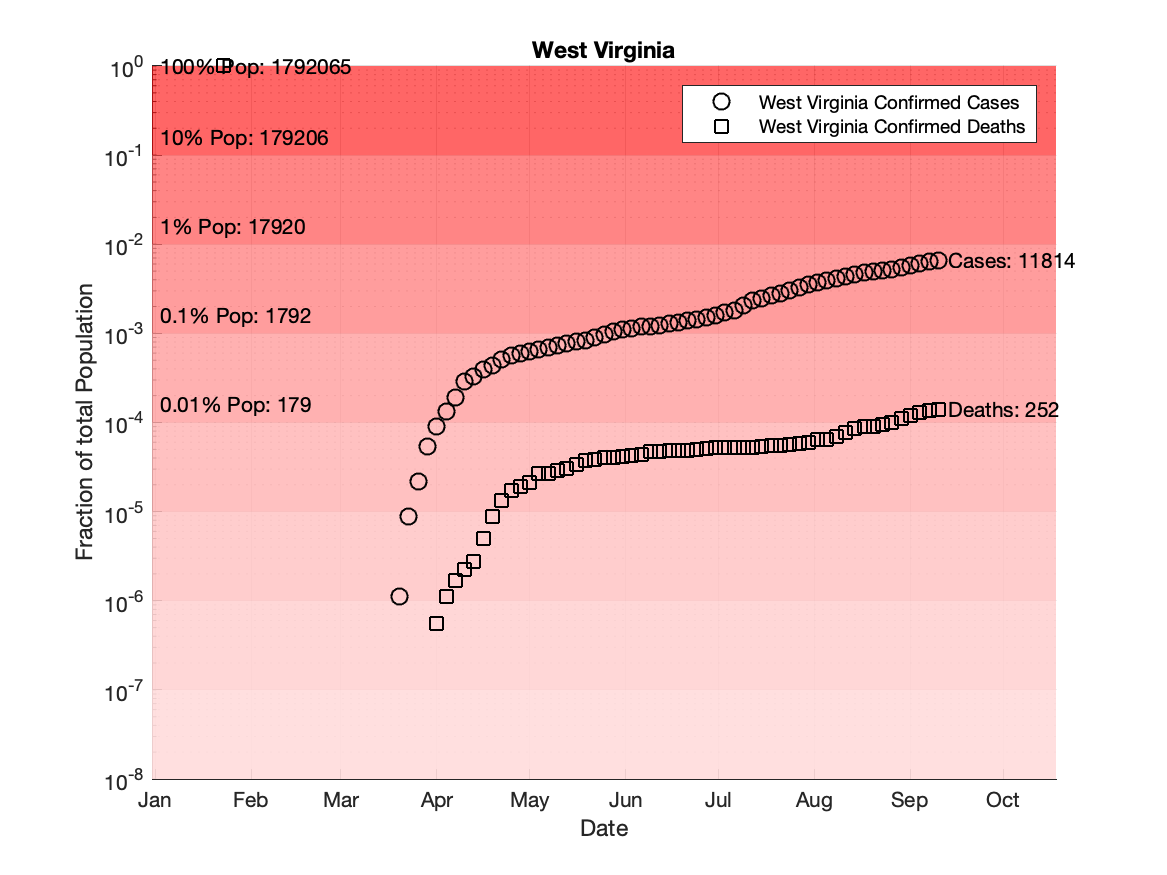 West Virginia
10^0
100% Pop: 1792065
West Virginia Confirmed Cases
West Virginia Confirmed Deaths
10% Pop: 179206
10^-1
1% Pop: 17920
10^-2
Cases: 11814
0.1% Pop: 1792
10^-3
0.01% Pop: 179
Deaths: 252
10^-4
10^-5
10^-6
10^-7
10^-8
Fraction of total Population
Jan Feb Mar Apr May Jun Jul Aug Sep Oct
Date